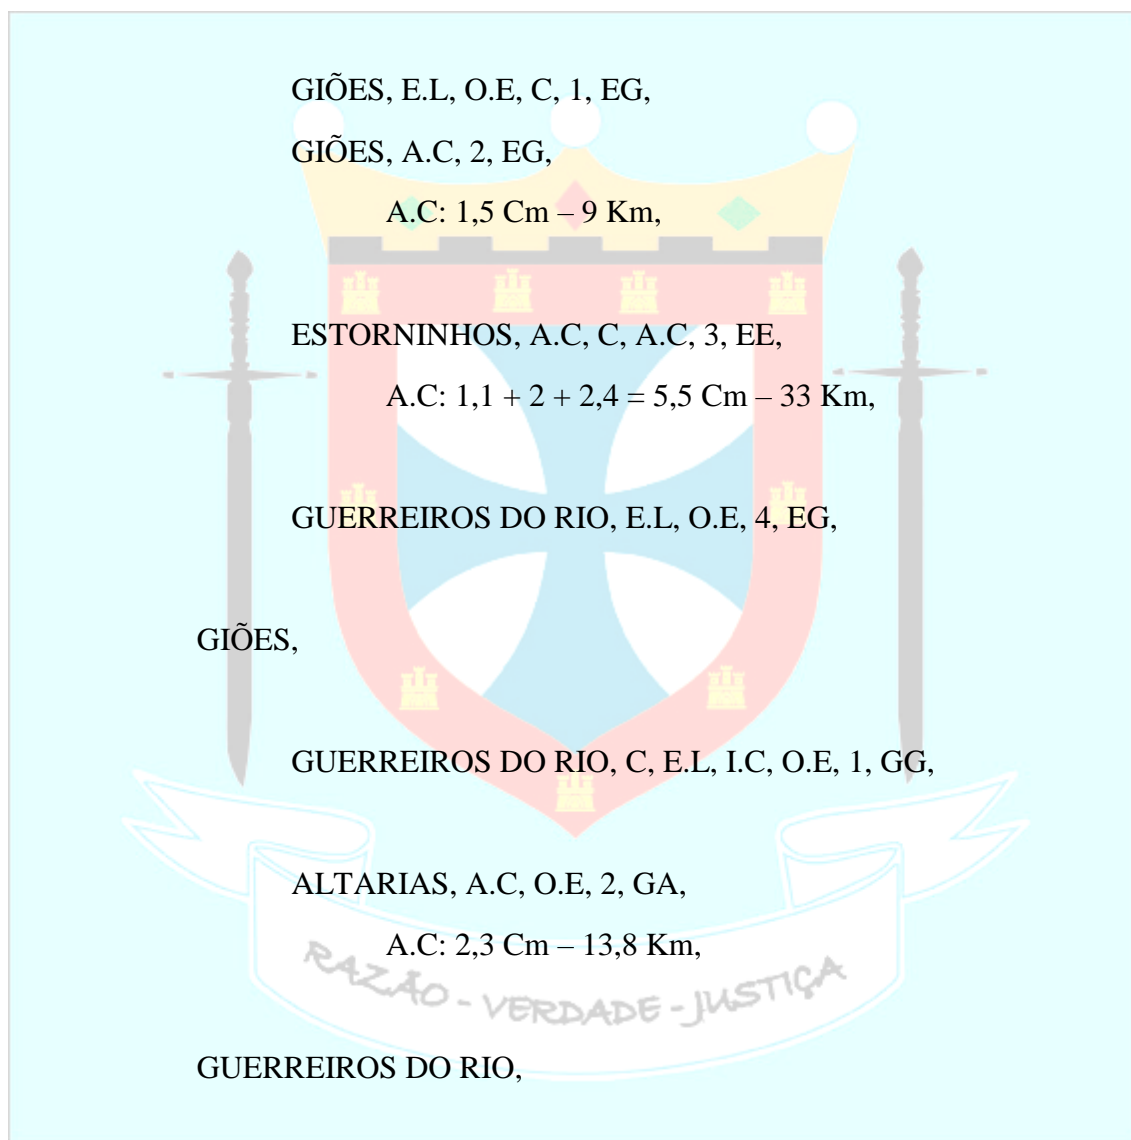 GIÕES, E.L, O.E, C, 1, EG,
GIÕES, A.C, 2, EG,
A.C: 1,5 Cm – 9 Km,
ESTORNINHOS, A.C, C, A.C, 3, EE,
A.C: 1,1 + 2 + 2,4 = 5,5 Cm – 33 Km,
GUERREIROS DO RIO, E.L, O.E, 4, EG,
GIÕES,
GUERREIROS DO RIO, C, E.L, I.C, O.E, 1, GG,
ALTARIAS, A.C, O.E, 2, GA,
A.C: 2,3 Cm – 13,8 Km,
RAZÃO - VERDADE - JUSTIÇA
GUERREIROS DO RIO,